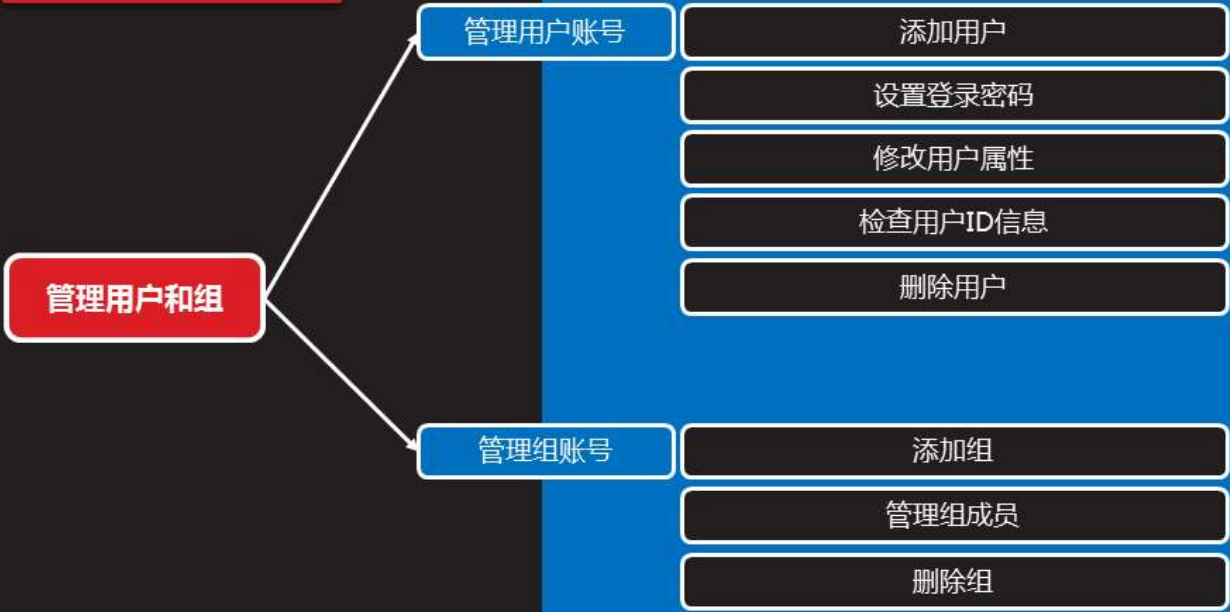 管理用户和组
管理用户账号
添加用户
设置登录密码
修改用户属性
检查用户ID信息
删除用户
管理组账号
添加组
管理组成员
删除组